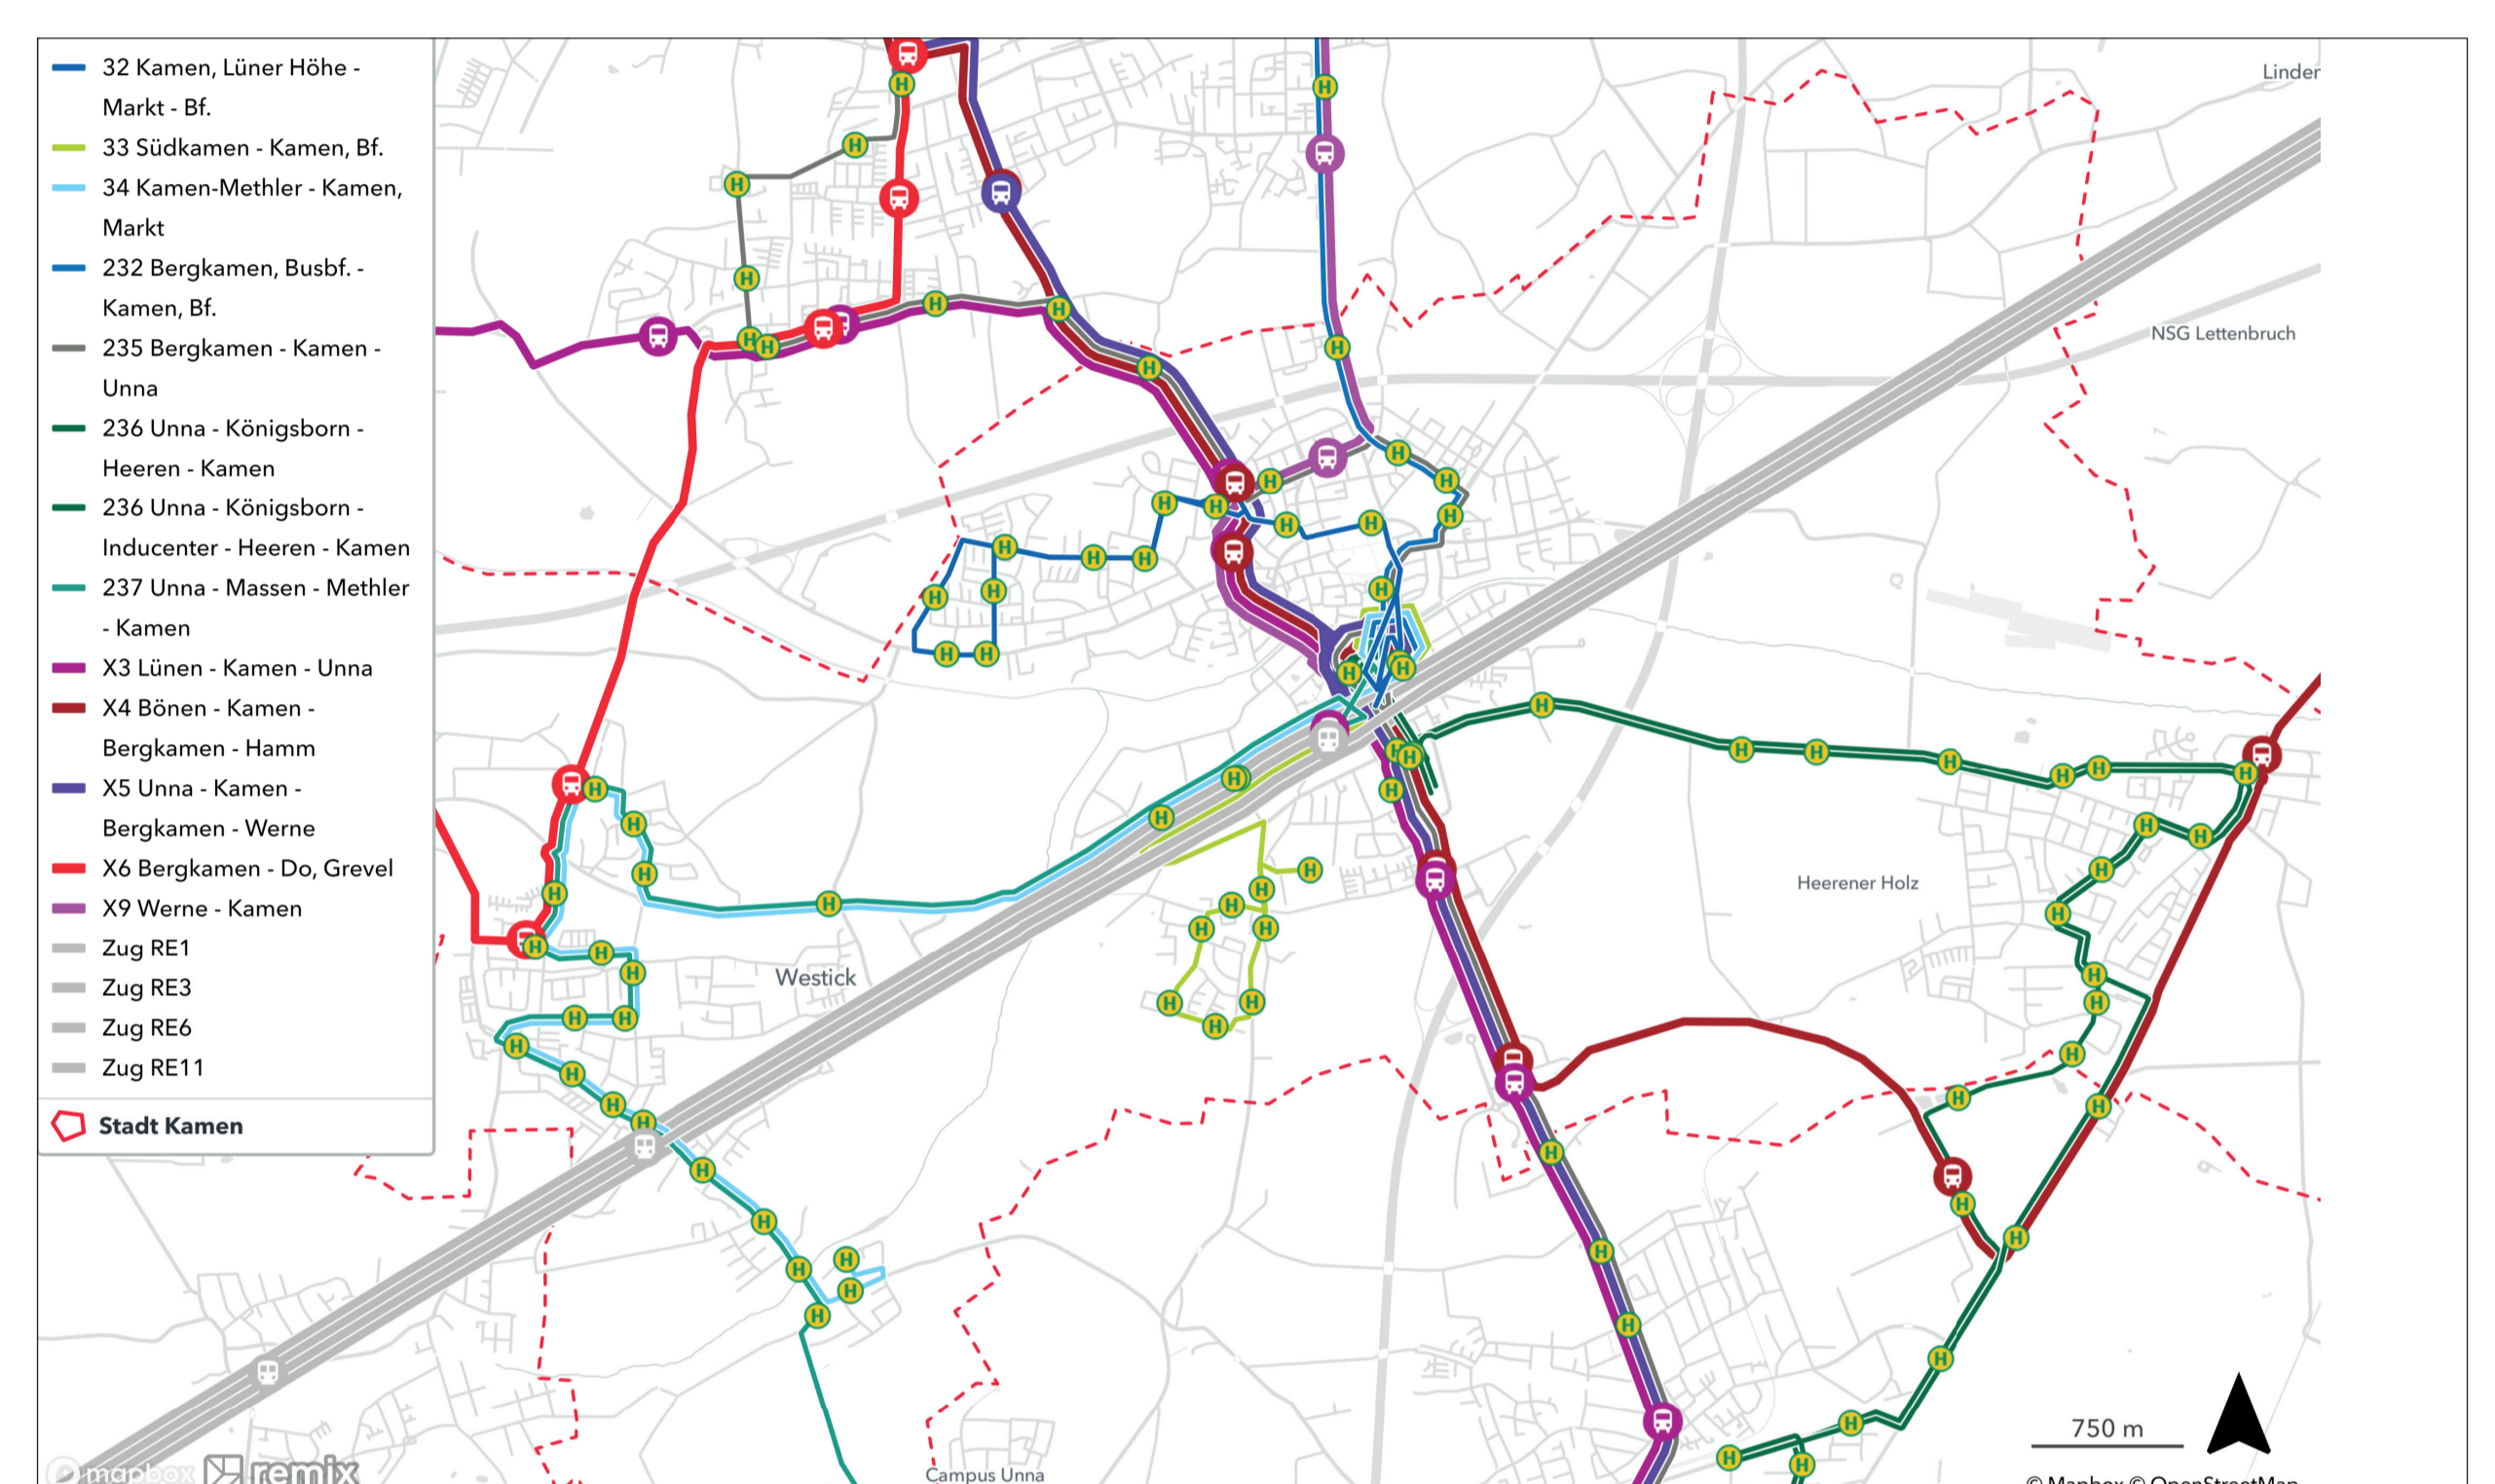 32 Kamen, Lüner Höhe -
Markt - Bf.
33 Südkamen - Kamen, Bf.
34 Kamen-Methler - Kamen,
Markt
232 Bergkamen, Busbf. -
Kamen, Bf.
235 Bergkamen - Kamen -
Unna
236 Unna - Königsborn -
Heeren - Kamen
236 Unna - Königsborn -
Inducenter - Heeren - Kamen
237 Unna - Massen - Methler
- Kamen
X3 Lünen - Kamen - Unna
X4 Bönen - Kamen -
Bergkamen - Hamm
X5 Unna - Kamen -
Bergkamen - Werne
X6 Bergkamen - Do, Grevel
X9 Werne - Kamen
Zug RE1
Zug RE3
Zug RE6
Zug RE11
Stadt Kamen
Linder
NSG Lettenbruch
Heerener Holz
Westick
Campus Unna
750 m
mapbox remix
© Mapbox © OpenStreetMap